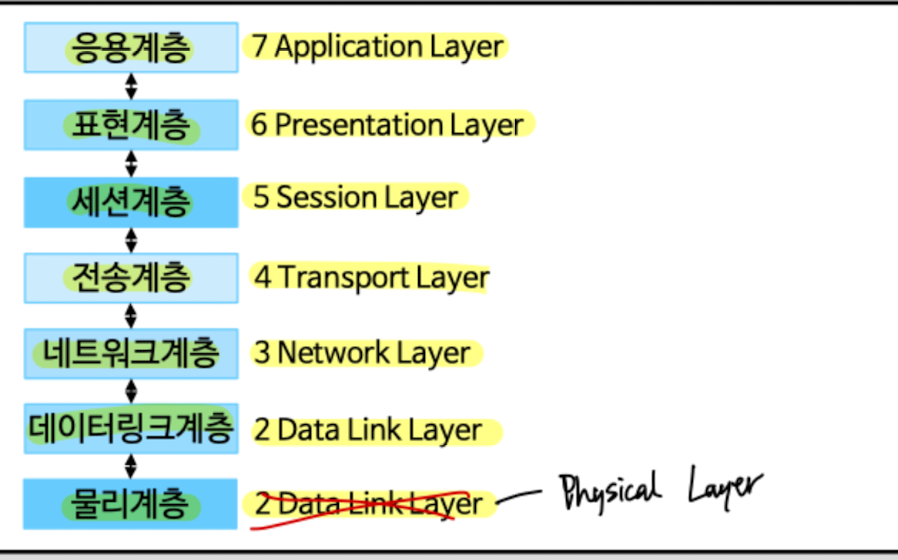 응용계층 7 Application Layer
표현계층 6 Presentation Layer
세션계층 5 Session Layer
전송계층 4 Transport Layer
네트워크계층 3 Network Layer
데이터링크계층 2 Data Link Layer
물리계층 2 Data Link Layer Physical Layer